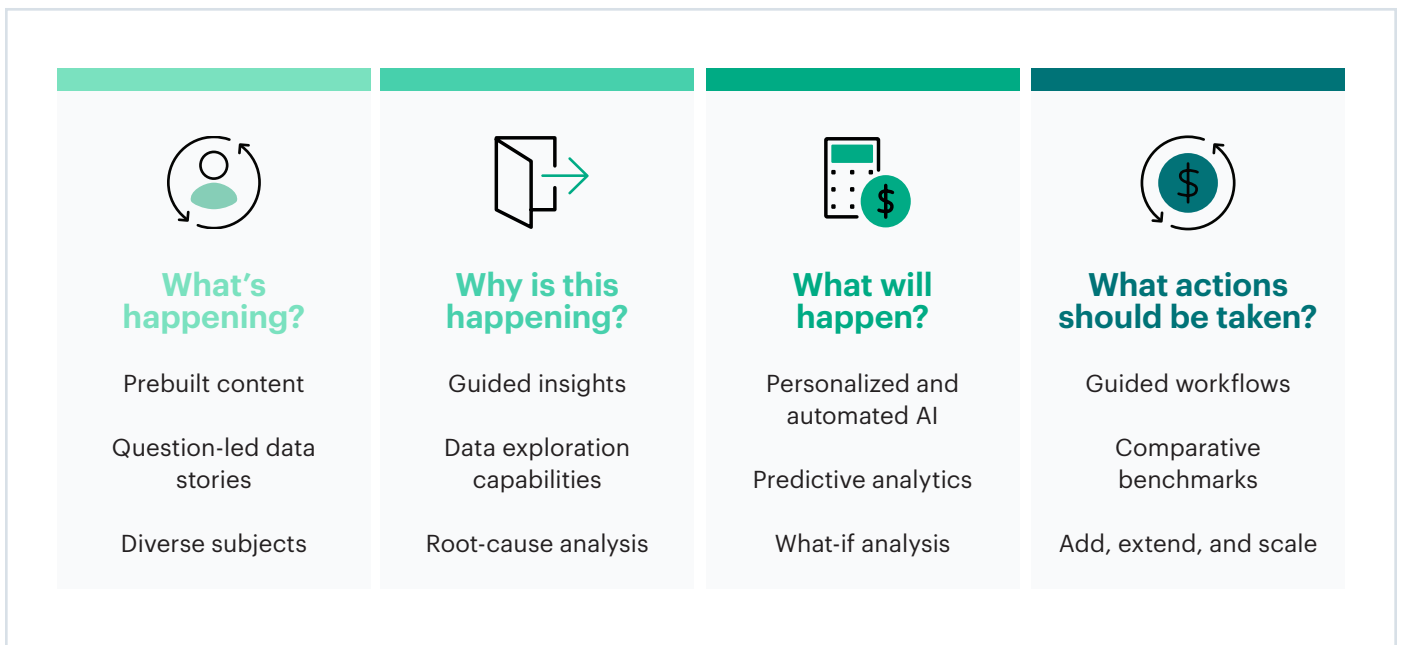 What's
happening?
Prebuilt content
Question-led data
stories
Diverse subjects
Why is this
happening?
Guided insights
Data exploration
capabilities
Root-cause analysis
$
What will
happen?
Personalized and
automated AI
Predictive analytics
What-if analysis
$
What actions
should be taken?
Guided workflows
Comparative
benchmarks
Add, extend, and scale